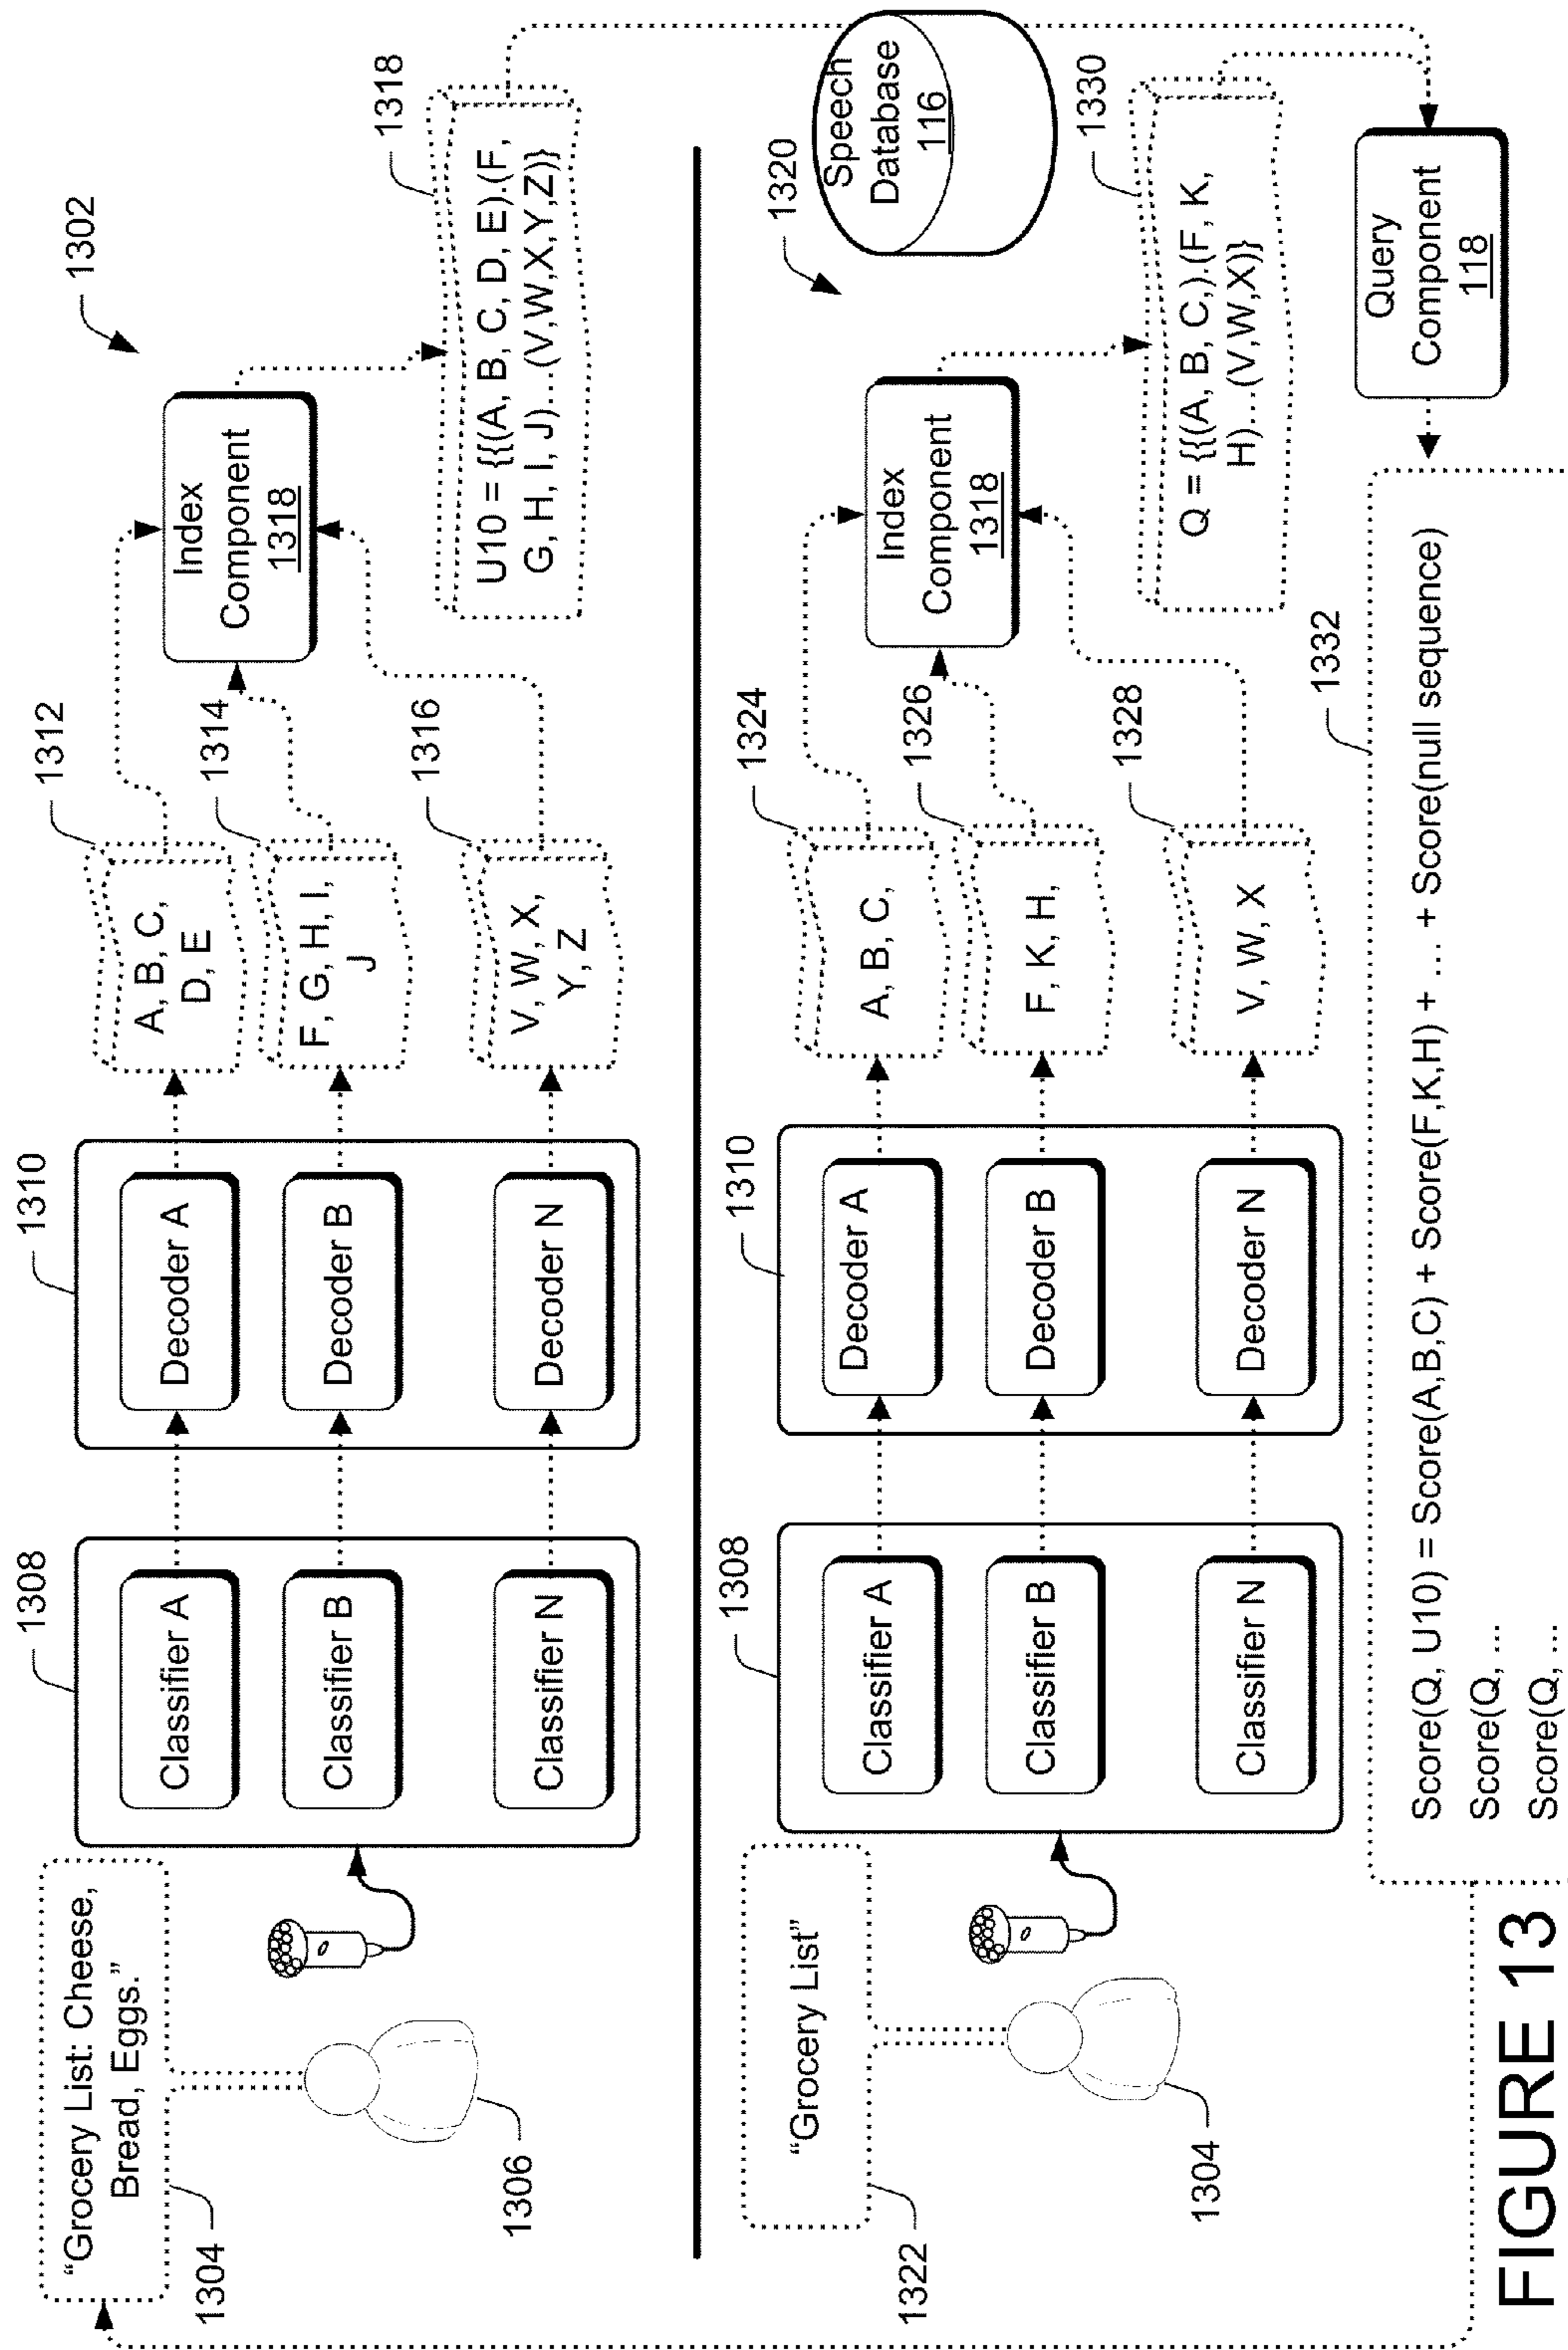 1302
"Grocery List: Cheese,
Bread, Eggs."
1304
1306
1308
Classifier A
Classifier B
Classifier N
1310
Decoder A
Decoder B
Decoder N
1312
A, B, C,
D, E
1314
F, G, H, I,
J
1316
V, W, X,
Y, Z
Index
Component
1318
1318
U10 = {{(A, B, C, D, E).(F,
G, H, I, J)...(V,W,X,Y,Z)}
1320
"Grocery List"
1322
1304
1308
Classifier A
Classifier B
Classifier N
1310
Decoder A
Decoder B
Decoder N
1324
A, B, C,
1326
F, K, H,
1328
V, W, X
Index
Component
1318
Speech
Database
116
1330
Q = {{(A, B, C,).(F, K,
H)...(V,W,X)}
Query
Component
118
1332
Score(Q, U10) = Score(A,B,C) + Score(F,K,H) + ... + Score(null sequence)
Score(Q, ...
Score(Q, ...
FIGURE 13